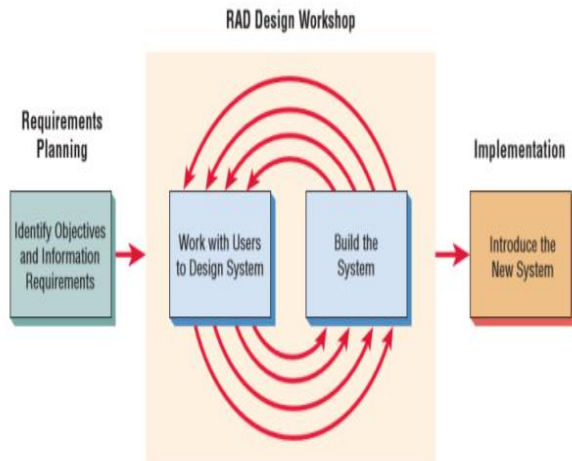 RAD Design Workshop
Requirements
Planning
Identify Objectives
and Information
Requirements
Work with Users
to Design System
Build the
System
Implementation
Introduce the
New System